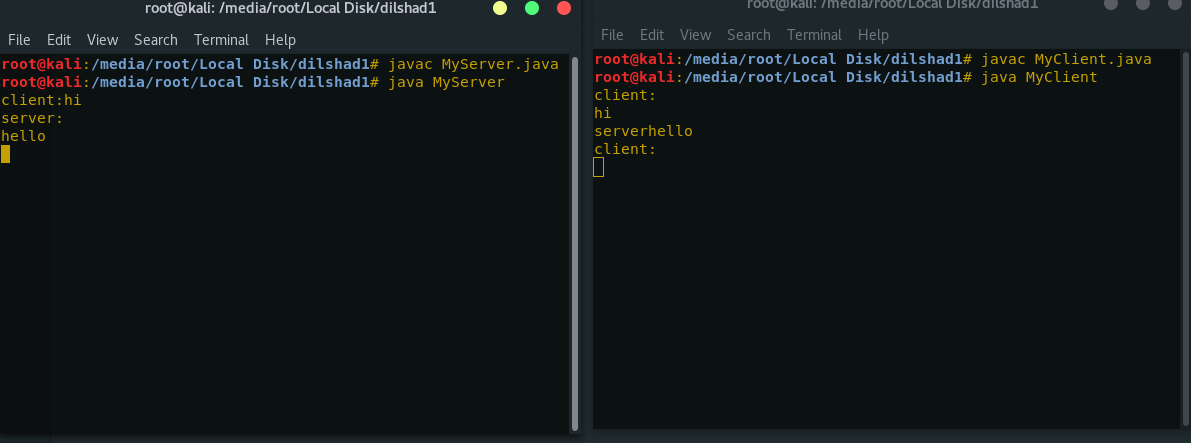 root@kali: /media/root/Local Disk/dilshad1
File Edit View Search Terminal Help
root@kali:/media/root/Local Disk/dilshad1# javac MyServer.java
root@kali:/media/root/Local Disk/dilshad1# java MyServer
client:hi
server:
hello
root@kali: /media/root/Local Disk/dilshad1
File Edit View Search Terminal Help
root@kali:/media/root/Local Disk/dilshad1# javac MyClient.java
root@kali:/media/root/Local Disk/dilshad1# java MyClient
client:
hi
serverhello
client: